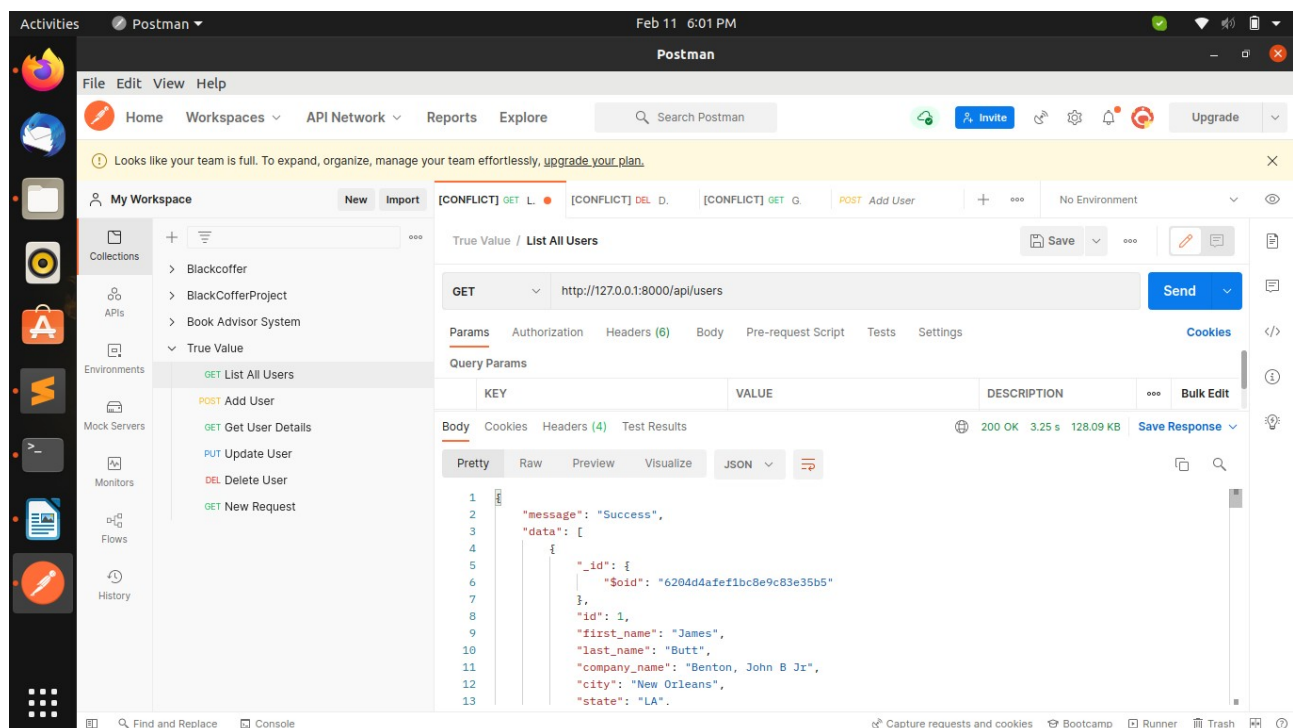 Activities Postman Feb 11 6:01 PM
Postman
File Edit View Help
Home Workspaces API Network Reports Explore Search Postman Invite Upgrade
Looks like your team is full. To expand, organize, manage your team effortlessly, upgrade your plan.
My Workspace New Import [CONFLICT] GET L. [CONFLICT] DEL D. [CONFLICT] GET G. POST Add User No Environment
Collections
APIs
Environments
Mock Servers
Monitors
Flows
History
Blackcoffer
BlackCofferProject
Book Advisor System
True Value
GET List All Users
POST Add User
GET Get User Details
PUT Update User
DEL Delete User
GET New Request
True Value / List All Users Save
GET http://127.0.0.1:8000/api/users Send
Params Authorization Headers (6) Body Pre-request Script Tests Settings Cookies
Query Params
KEY VALUE DESCRIPTION Bulk Edit
Body Cookies Headers (4) Test Results 200 OK 3.25 s 128.09 KB Save Response
Pretty Raw Preview Visualize JSON
1 {
2 "message": "Success",
3 "data": [
4 {
5 "_id": {
6 "$oid": "6204d4afef1bc8e9c83e35b5"
7 },
8 "id": 1,
9 "first_name": "James",
10 "last_name": "Butt",
11 "company_name": "Benton, John B Jr",
12 "city": "New Orleans",
13 "state": "LA".
Find and Replace Console Capture requests and cookies Bootcamp Runner Trash